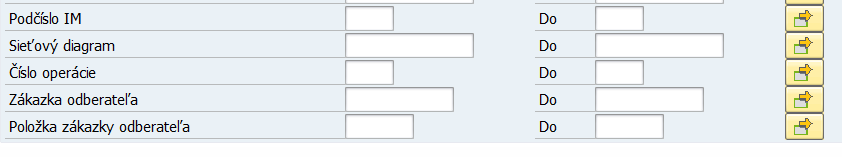 Podčíslo IM Do
Sieťový diagram Do
Číslo operácie Do
Zákazka odberateľa Do
Položka zákazky odberateľa Do